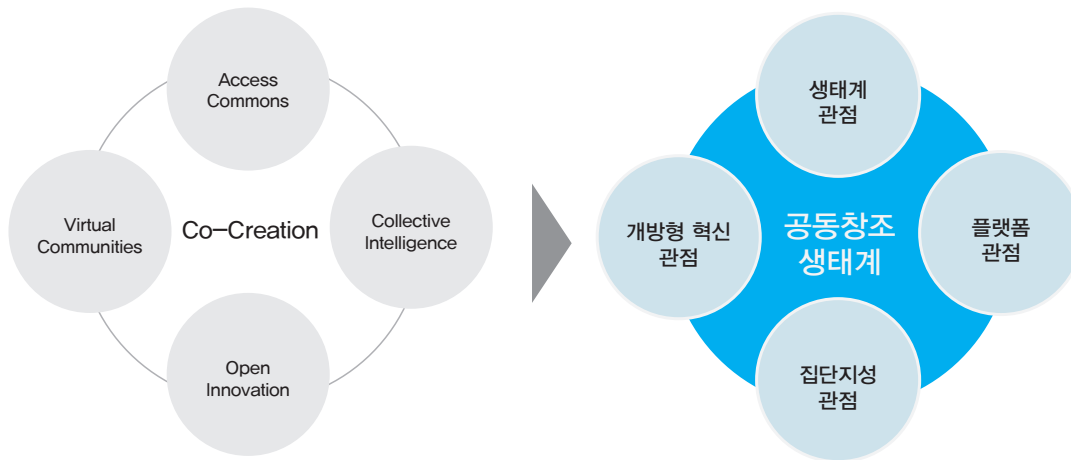 Access
Commons
Virtual
Communities
Co-Creation
Collective
Intelligence
Open
Innovation
생태계
관점
개방형 혁신
관점
공동창조
생태계
플랫폼
관점
집단지성
관점